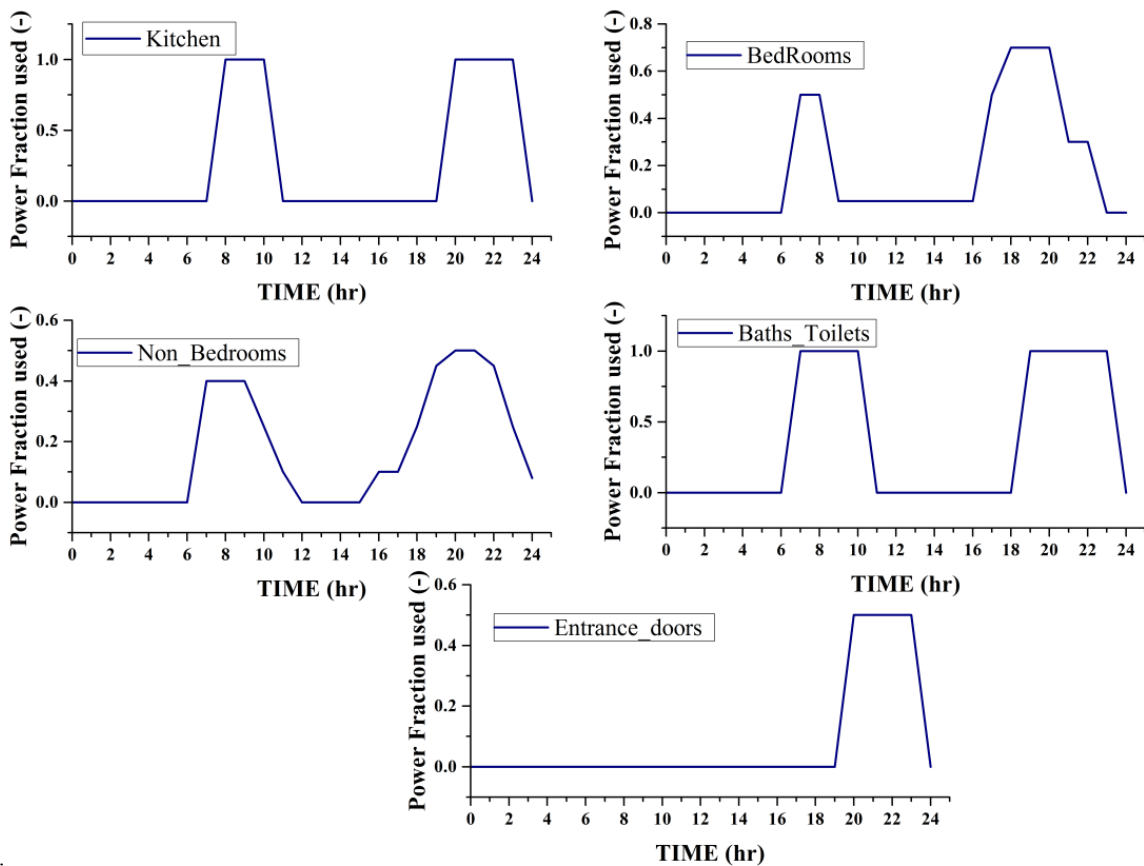 Kitchen
Power Fraction used (-)
1.0
0.5
0.0
0 2 4 6 8 10 12 14 16 18 20 22 24
TIME (hr)
BedRooms
Power Fraction used (-)
0.8
0.6
0.4
0.2
0.0
0 2 4 6 8 10 12 14 16 18 20 22 24
TIME (hr)
Non_Bedrooms
Power Fraction used (-)
0.6
0.4
0.2
0.0
0 2 4 6 8 10 12 14 16 18 20 22 24
TIME (hr)
Baths_Toilets
Power Fraction used (-)
1.0
0.5
0.0
0 2 4 6 8 10 12 14 16 18 20 22 24
TIME (hr)
Entrance_doors
Power Fraction used (-)
0.6
0.4
0.2
0.0
0 2 4 6 8 10 12 14 16 18 20 22 24
TIME (hr)
.